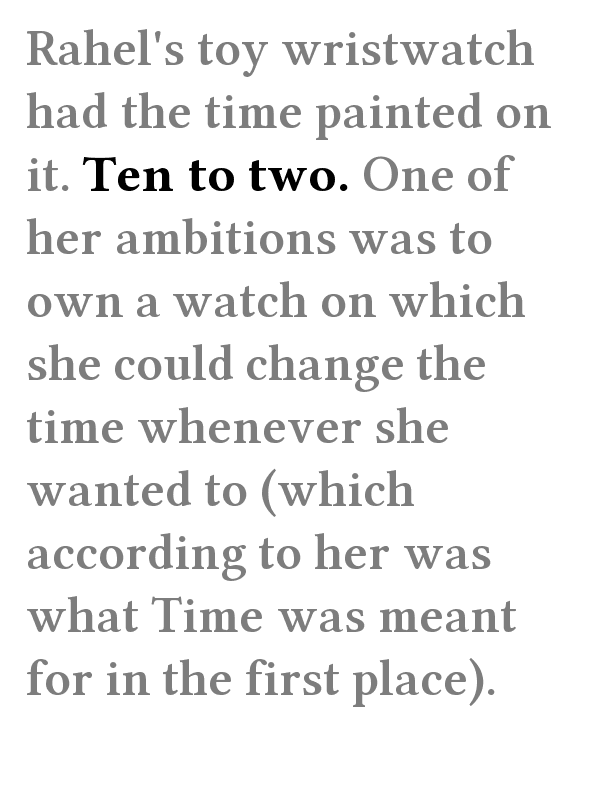 Rahel's toy wristwatch
had the time painted on
it. Ten to two. One of
her ambitions was to
own a watch on which
she could change the
time whenever she
wanted to (which
according to her was
what Time was meant
for in the first place).